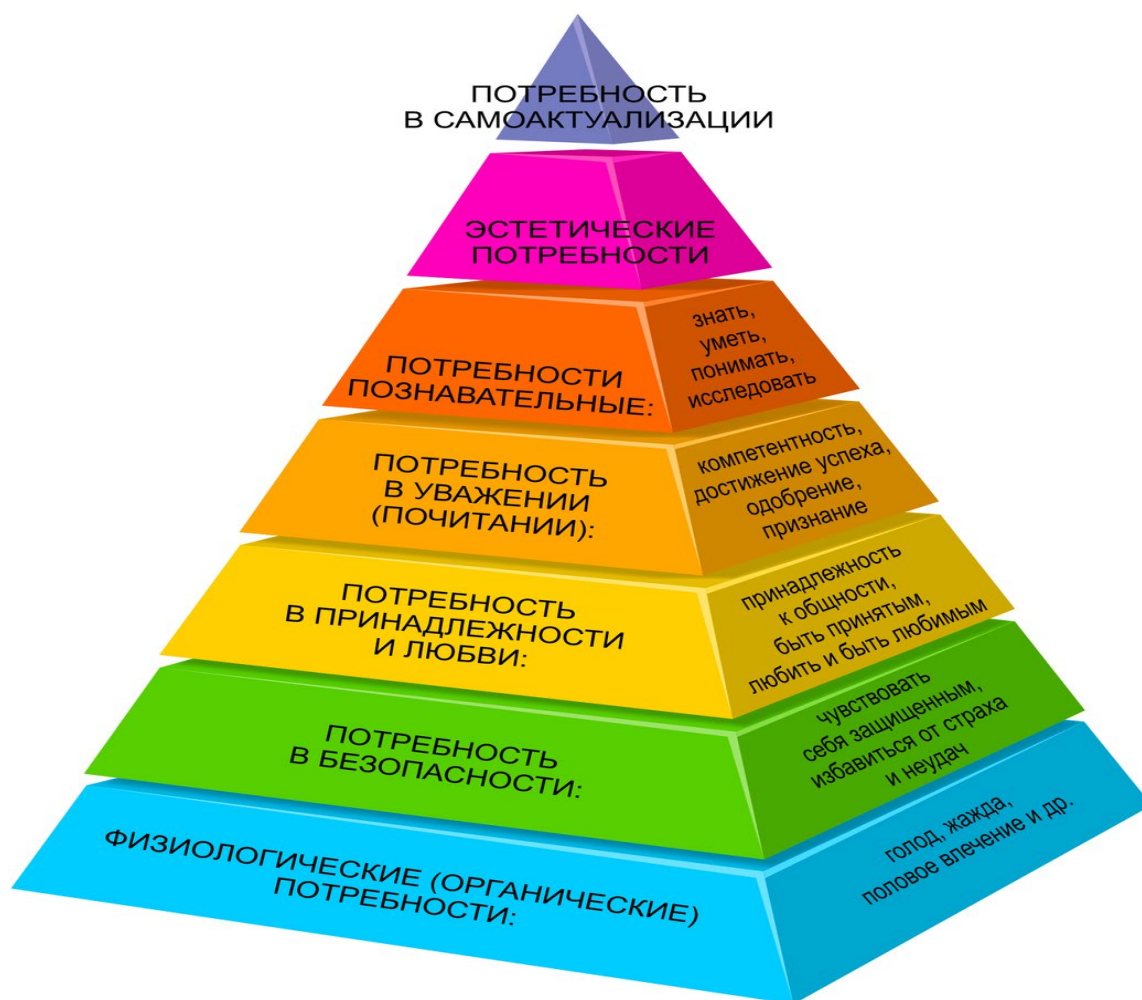 ПОТРЕБНОСТЬ
В САМОАКТУАЛИЗАЦИИ
ЭСТЕТИЧЕСКИЕ
ПОТРЕБНОСТИ
ПОТРЕБНОСТИ
ПОЗНАВАТЕЛЬНЫЕ:
знать,
уметь,
понимать,
исследовать
ПОТРЕБНОСТЬ
В УВАЖЕНИИ
(ПОЧИТАНИИ):
компетентность,
достижение успеха,
одобрение,
признание
ПОТРЕБНОСТЬ
В ПРИНАДЛЕЖНОСТИ
И ЛЮБВИ:
принадлежность
к общности,
быть принятым,
любить и быть любимым
ПОТРЕБНОСТЬ
В БЕЗОПАСНОСТИ:
чувствовать
себя защищенным,
избавиться от страха
и неудач
ФИЗИОЛОГИЧЕСКИЕ (ОРГАНИЧЕСКИЕ)
ПОТРЕБНОСТИ:
голод, жажда,
половое влечение и др.